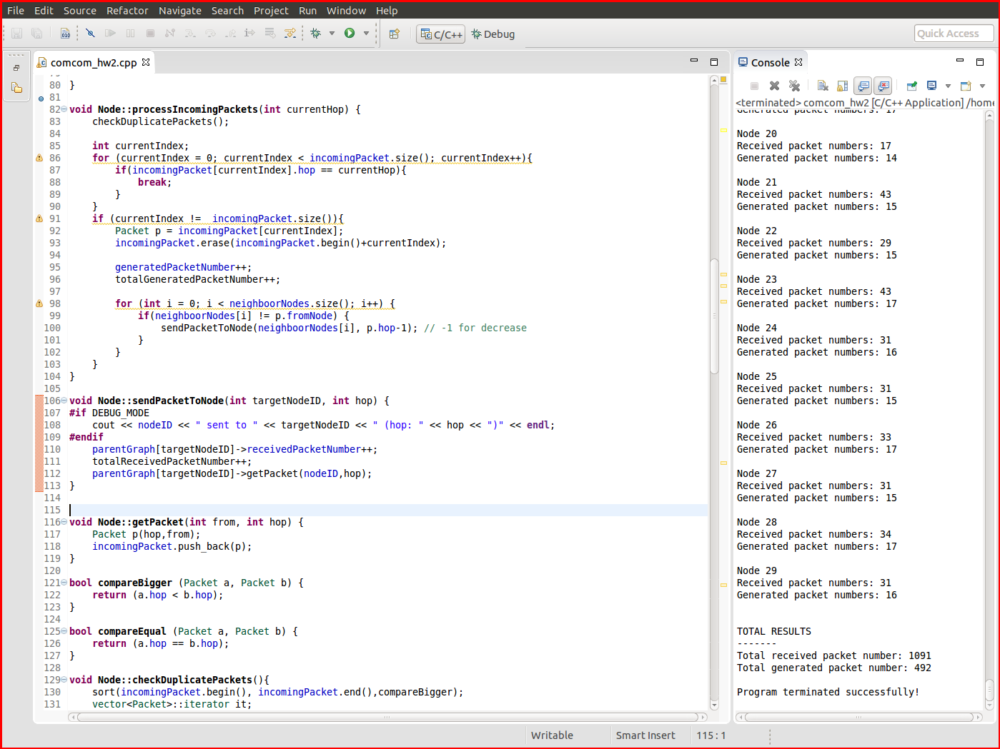 File Edit Source Refactor Navigate Search Project Run Window Help
C/C++ Debug Quick Access
comcom_hw2.cpp
80 }
81
82 void Node::processIncomingPackets(int currentHop) {
83 checkDuplicatePackets();
84
85 int currentIndex;
86 for (currentIndex = 0; currentIndex < incomingPacket.size(); currentIndex++){
87 if(incomingPacket[currentIndex].hop == currentHop){
88 break;
89 }
90 }
91 if (currentIndex != incomingPacket.size()){
92 Packet p = incomingPacket[currentIndex];
93 incomingPacket.erase(incomingPacket.begin()+currentIndex);
94
95 generatedPacketNumber++;
96 totalGeneratedPacketNumber++;
97
98 for (int i = 0; i < neighboorNodes.size(); i++) {
99 if(neighboorNodes[i] != p.fromNode) {
100 sendPacketToNode(neighboorNodes[i], p.hop-1); // -1 for decrease
101 }
102 }
103 }
104 }
105
106 void Node::sendPacketToNode(int targetNodeID, int hop) {
107 #if DEBUG_MODE
108 cout << nodeID << " sent to " << targetNodeID << " (hop: " << hop << ")" << endl;
109 #endif
110 parentGraph[targetNodeID]->receivedPacketNumber++;
111 totalReceivedPacketNumber++;
112 parentGraph[targetNodeID]->getPacket(nodeID,hop);
113 }
114
115
116 void Node::getPacket(int from, int hop) {
117 Packet p(hop,from);
118 incomingPacket.push_back(p);
119 }
120
121 bool compareBigger (Packet a, Packet b) {
122 return (a.hop < b.hop);
123 }
124
125 bool compareEqual (Packet a, Packet b) {
126 return (a.hop == b.hop);
127 }
128
129 void Node::checkDuplicatePackets(){
130 sort(incomingPacket.begin(), incomingPacket.end(),compareBigger);
131 vector<Packet>::iterator it;
Console
<terminated> comcom_hw2 [C/C++ Application] /home
Generated packet numbers: 17
Node 20
Received packet numbers: 17
Generated packet numbers: 14
Node 21
Received packet numbers: 43
Generated packet numbers: 15
Node 22
Received packet numbers: 29
Generated packet numbers: 15
Node 23
Received packet numbers: 43
Generated packet numbers: 17
Node 24
Received packet numbers: 31
Generated packet numbers: 16
Node 25
Received packet numbers: 31
Generated packet numbers: 15
Node 26
Received packet numbers: 33
Generated packet numbers: 17
Node 27
Received packet numbers: 31
Generated packet numbers: 15
Node 28
Received packet numbers: 34
Generated packet numbers: 17
Node 29
Received packet numbers: 31
Generated packet numbers: 16
TOTAL RESULTS
-------
Total received packet number: 1091
Total generated packet number: 492
Program terminated successfully!
Writable Smart Insert 115 : 1